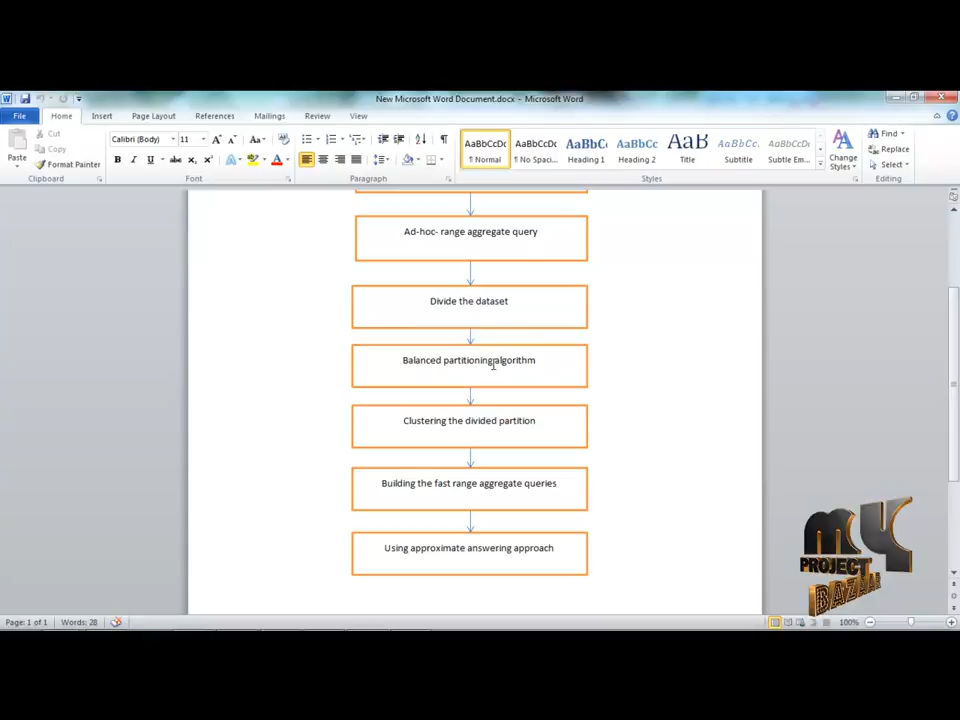 New Microsoft Word Document.docx - Microsoft Word
File Home Insert Page Layout References Mailings Review View
Paste
Cut
Copy
Format Painter
Clipboard
Calibri (Body) 11
Font
Paragraph
AaBbCcDc AaBbCcDc AaBbCc AaBbCc AaB AaBbCc. AaBbCcDc
¶ Normal ¶ No Spaci... Heading 1 Heading 2 Title Subtitle Subtle Em...
Change
Styles
Styles
Find
Replace
Select
Editing
Ad-hoc- range aggregate query
Divide the dataset
Balanced partitioning algorithm
Clustering the divided partition
Building the fast range aggregate queries
Using approximate answering approach
MY
PROJECT
BAZAAR
Page: 1 of 1 Words: 28 100%